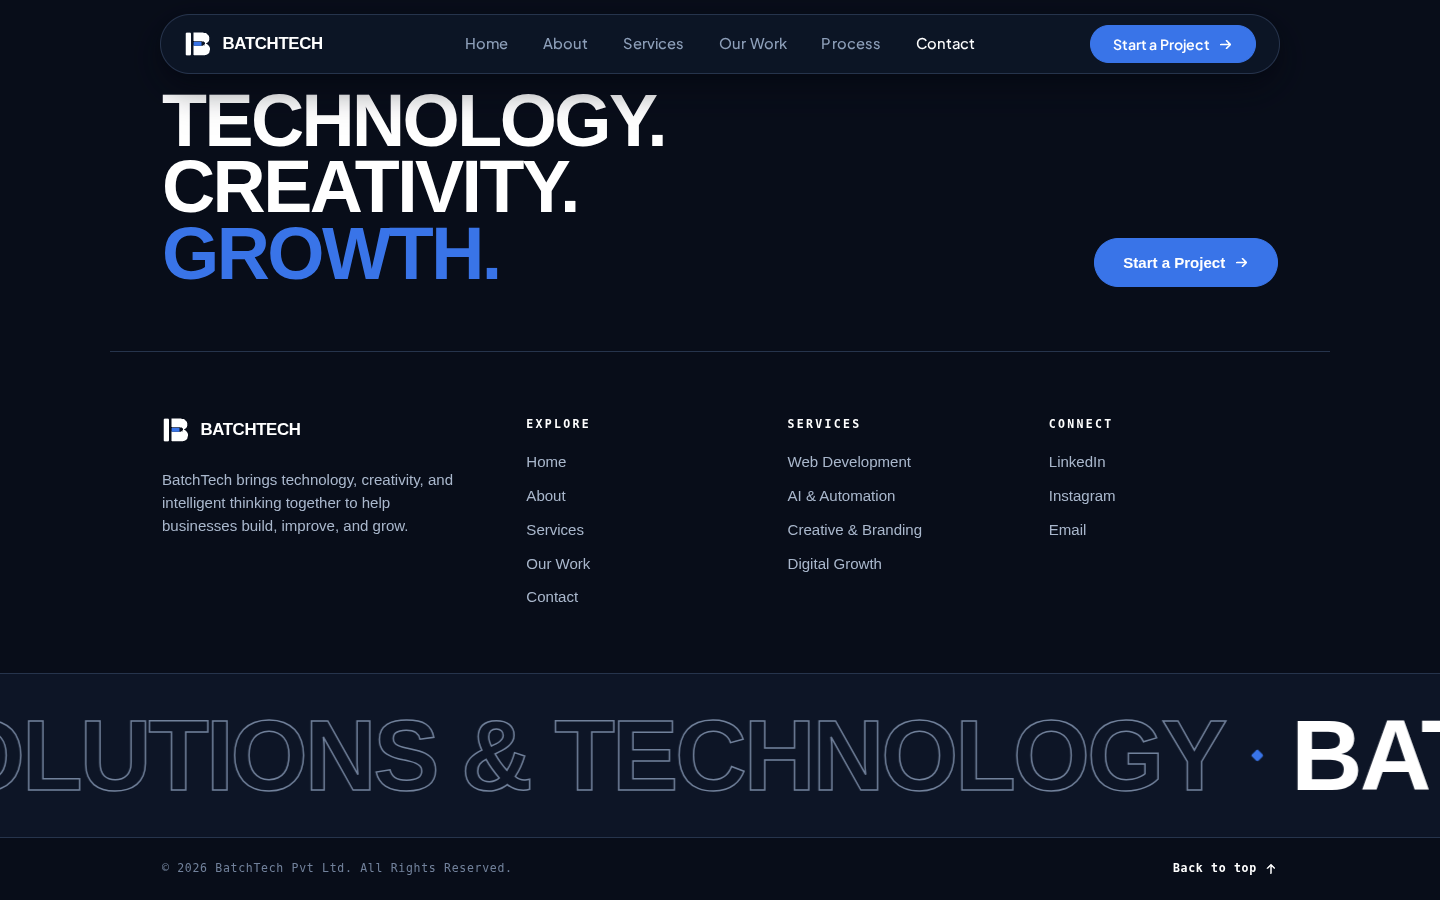 BATCHTECH
Home About Services Our Work Process Contact
Start a Project →
TECHNOLOGY.
CREATIVITY.
GROWTH.
Start a Project →
BATCHTECH
BatchTech brings technology, creativity, and
intelligent thinking together to help
businesses build, improve, and grow.
EXPLORE
Home
About
Services
Our Work
Contact
SERVICES
Web Development
AI & Automation
Creative & Branding
Digital Growth
CONNECT
LinkedIn
Instagram
Email
OLUTIONS & TECHNOLOGY ◆ BAT
© 2026 BatchTech Pvt Ltd. All Rights Reserved.
Back to top ↑